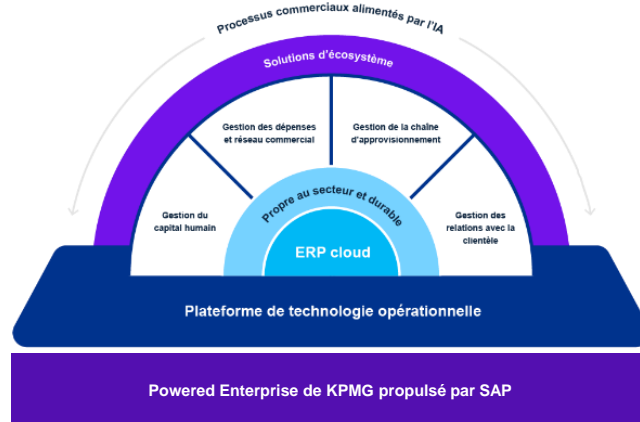 Processus commerciaux alimentés par l'IA
Solutions d'écosystème
Gestion des dépenses
et réseau commercial
Gestion de la chaîne
d'approvisionnement
Gestion du
capital humain
Propre au secteur et durable
Gestion des
relations avec la
clientèle
ERP cloud
Plateforme de technologie opérationnelle
Powered Enterprise de KPMG propulsé par SAP